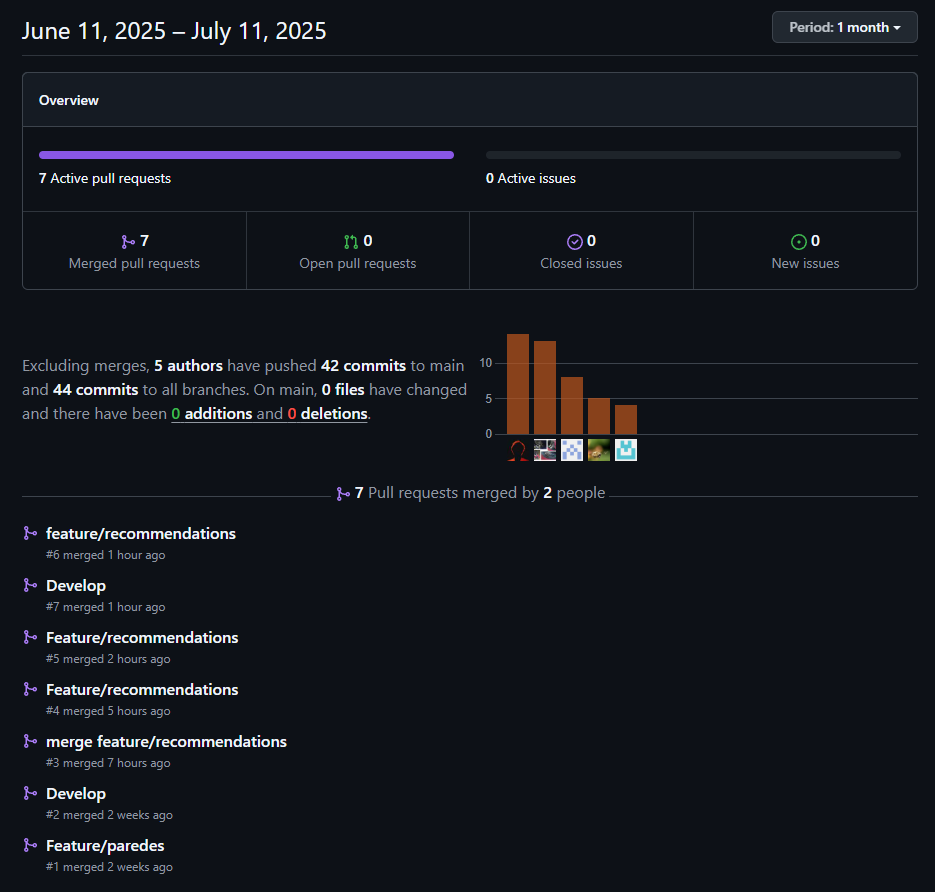 June 11, 2025 – July 11, 2025
Period: 1 month
Overview
7 Active pull requests
0 Active issues
7
Merged pull requests
0
Open pull requests
0
Closed issues
0
New issues
Excluding merges, 5 authors have pushed 42 commits to main
and 44 commits to all branches. On main, 0 files have changed
and there have been 0 additions and 0 deletions.
10
5
0
7 Pull requests merged by 2 people
feature/recommendations
#6 merged 1 hour ago
Develop
#7 merged 1 hour ago
Feature/recommendations
#5 merged 2 hours ago
Feature/recommendations
#4 merged 5 hours ago
merge feature/recommendations
#3 merged 7 hours ago
Develop
#2 merged 2 weeks ago
Feature/paredes
#1 merged 2 weeks ago